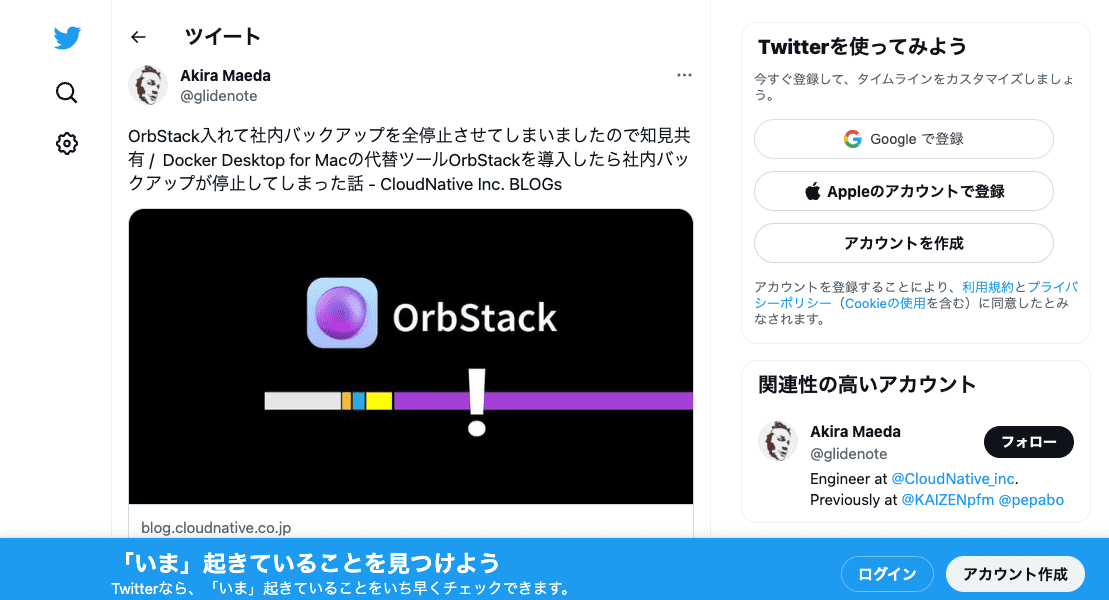 ツイート
Akira Maeda
@glidenote
OrbStack入れて社内バックアップを全停止させてしまいましたので知見共
有 / Docker Desktop for Macの代替ツールOrbStackを導入したら社内バッ
クアップが停止してしまった話 - CloudNative Inc. BLOGs
OrbStack
!
blog.cloudnative.co.jp
Twitterを使ってみよう
今すぐ登録して、タイムラインをカスタマイズしましょ
う。
Google で登録
Appleのアカウントで登録
アカウントを作成
アカウントを登録することにより、利用規約とプライバ
シーポリシー（Cookieの使用を含む）に同意したとみ
なされます。
関連性の高いアカウント
Akira Maeda
@glidenote
フォロー
Engineer at @CloudNative_inc.
Previously at @KAIZENpfm @pepabo
「いま」起きていることを見つけよう
Twitterなら、「いま」起きていることをいち早くチェックできます。
ログイン
アカウント作成